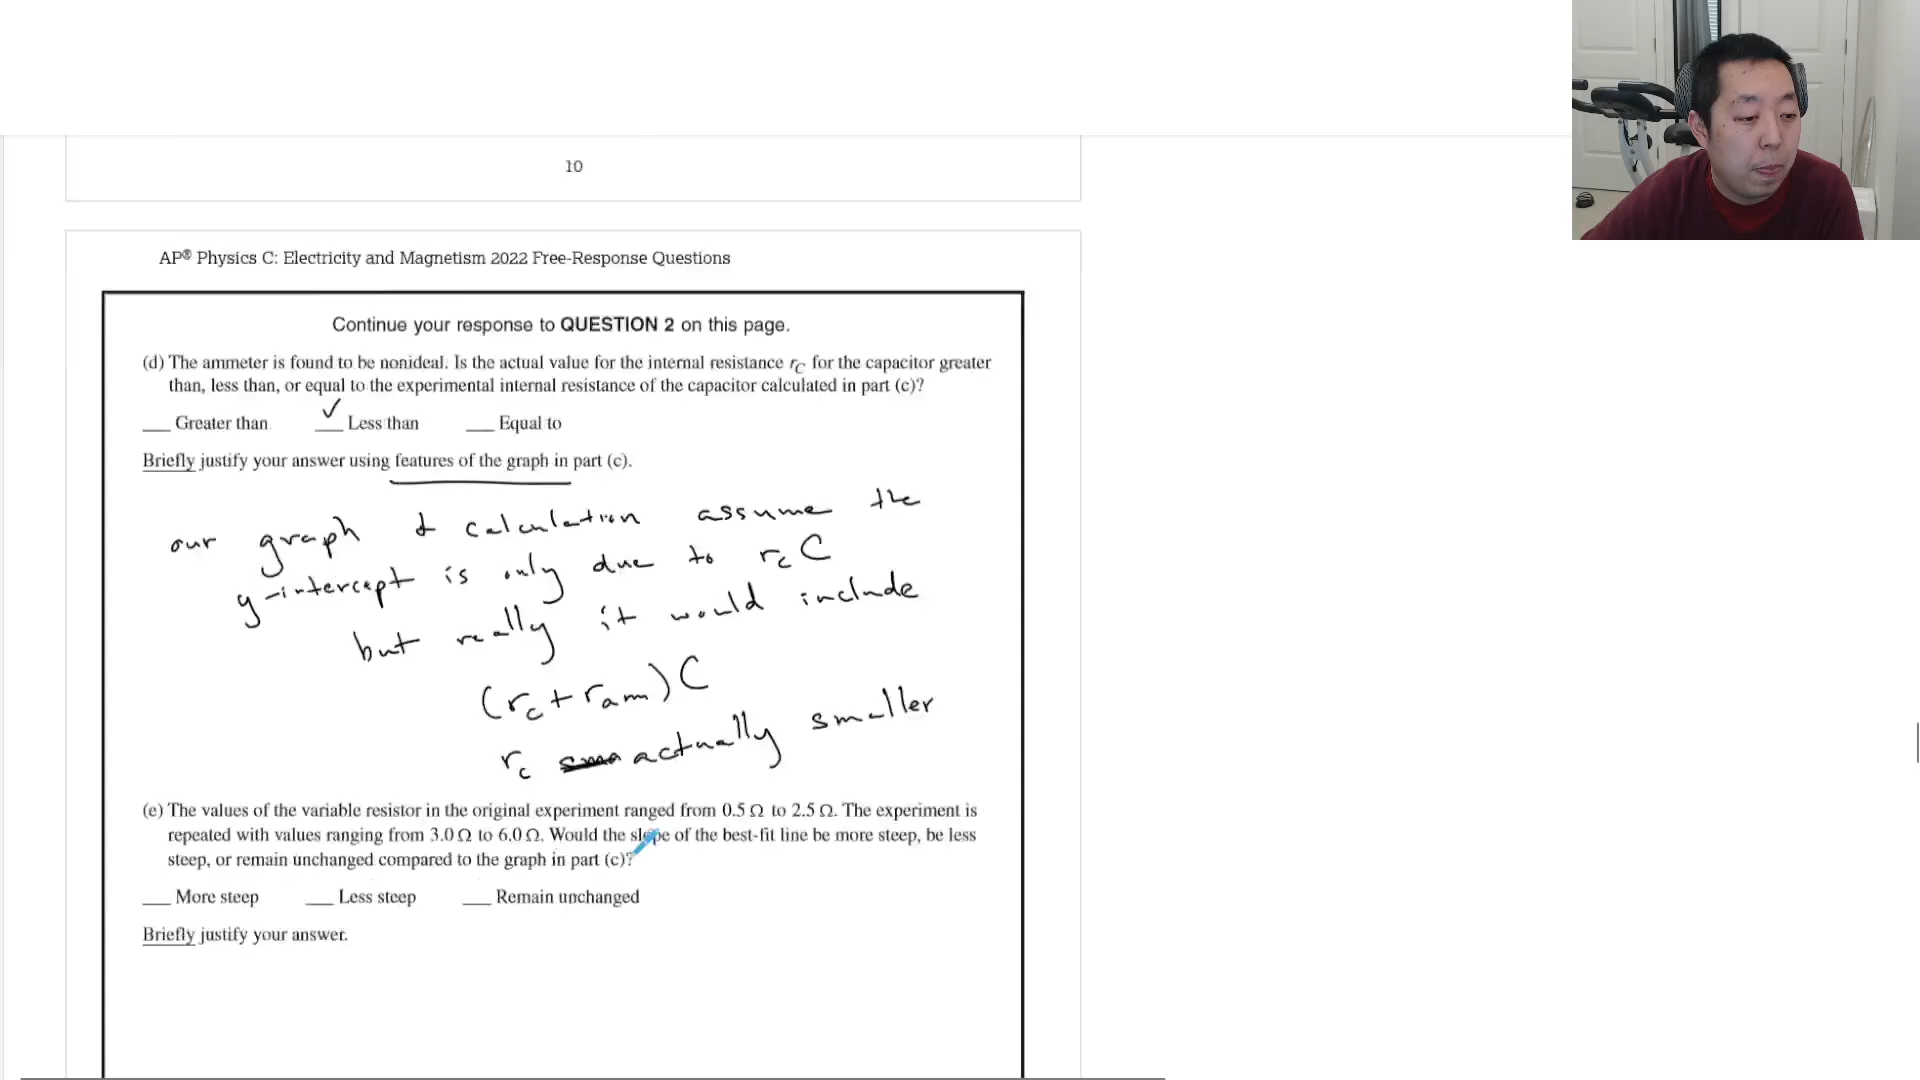 10
AP® Physics C: Electricity and Magnetism 2022 Free-Response Questions
Continue your response to QUESTION 2 on this page.
(d) The ammeter is found to be nonideal. Is the actual value for the internal resistance r_C for the capacitor greater
than, less than, or equal to the experimental internal resistance of the capacitor calculated in part (c)?
___ Greater than ✓___ Less than ___ Equal to
Briefly justify your answer using features of the graph in part (c).
our graph & calculation assume the
y-intercept is only due to r_c C
but really it would include
(r_c + r_am) C
r_c actually smaller
(e) The values of the variable resistor in the original experiment ranged from 0.5 Ω to 2.5 Ω. The experiment is
repeated with values ranging from 3.0 Ω to 6.0 Ω. Would the slope of the best-fit line be more steep, be less
steep, or remain unchanged compared to the graph in part (c)?
___ More steep ___ Less steep ___ Remain unchanged
Briefly justify your answer.